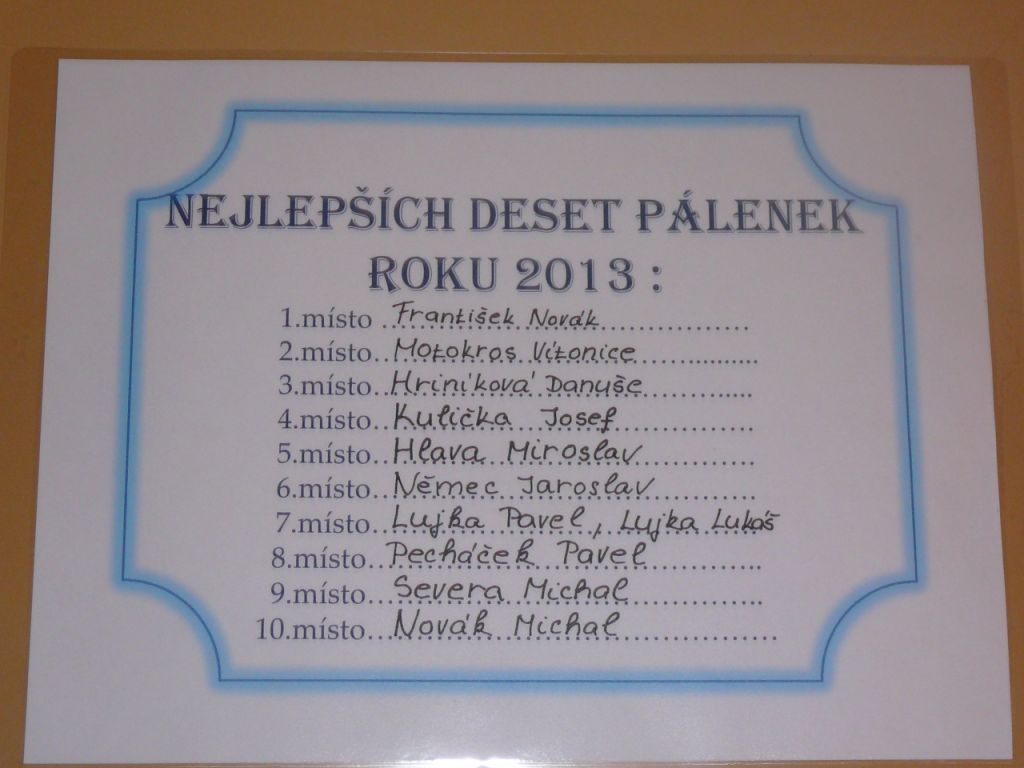 NEJLEPŠÍCH DESET PÁLENEK
ROKU 2013 :
1.místo František Novák
2.místo Motokros Vítonice
3.místo Hriníková Danuše
4.místo Kulička Josef
5.místo Hlava Miroslav
6.místo Němec Jaroslav
7.místo Lujka Pavel, Lujka Lukáš
8.místo Pecháček Pavel
9.místo Severa Michal
10.místo Novák Michal